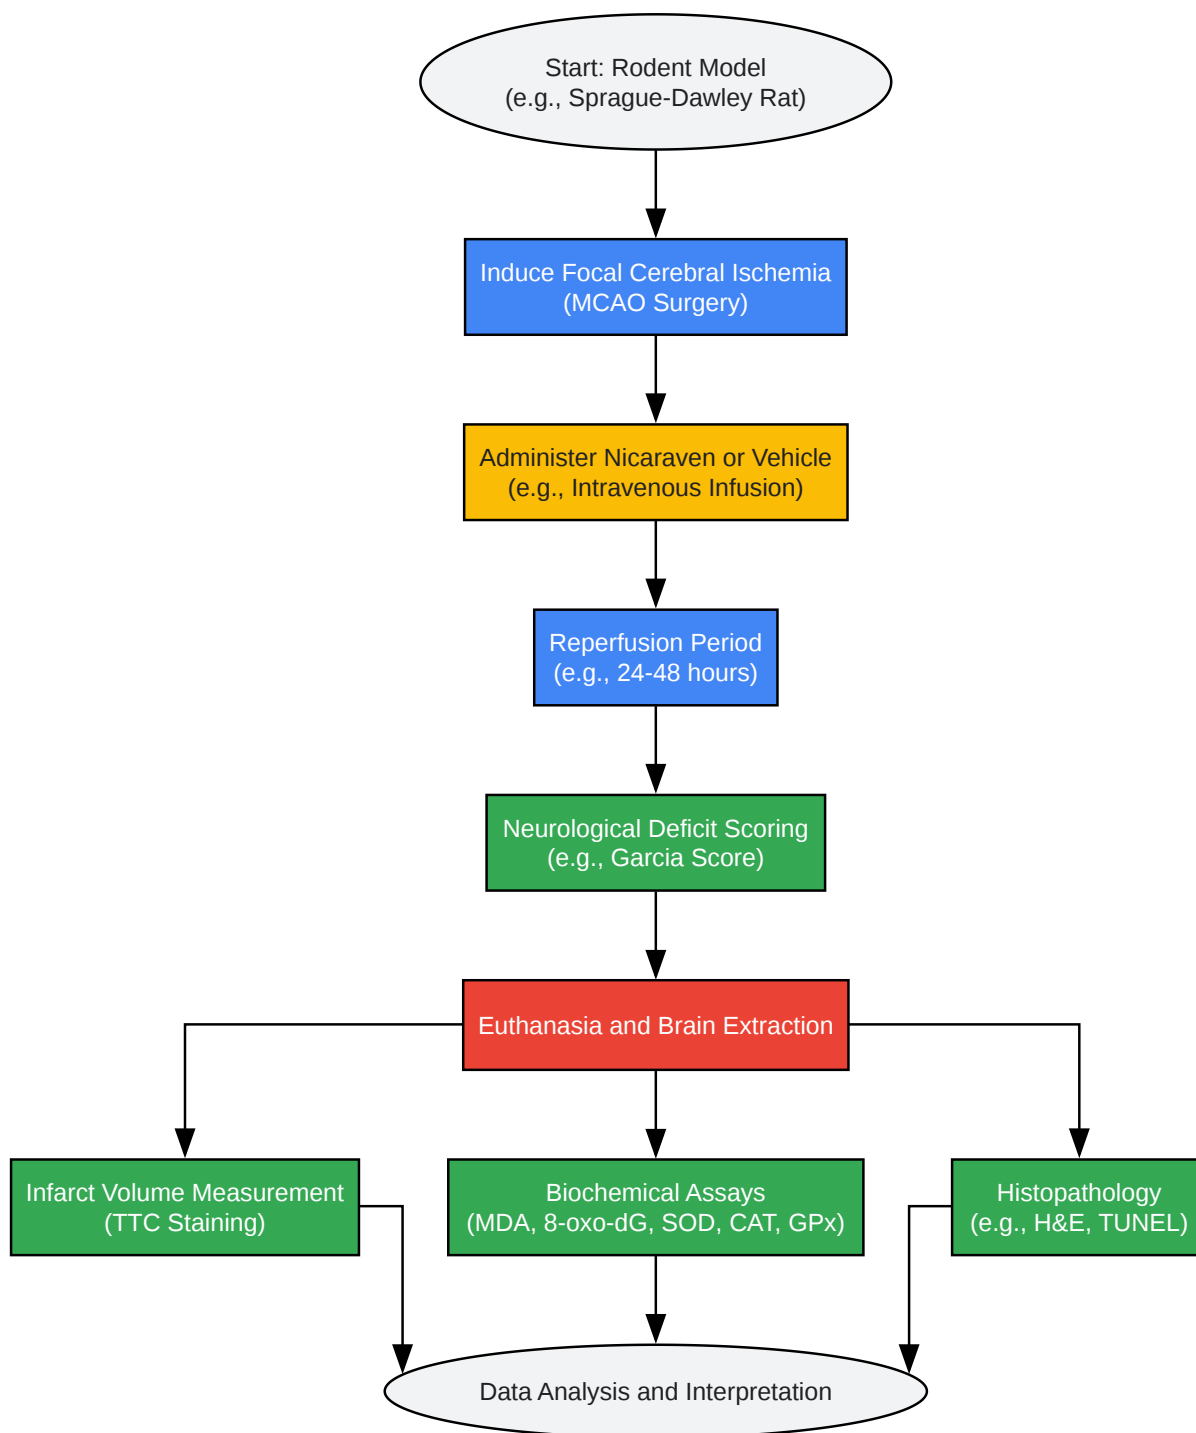 Start: Rodent Model
(e.g., Sprague-Dawley Rat)
Induce Focal Cerebral Ischemia
(MCAO Surgery)
Administer Nicaraven or Vehicle
(e.g., Intravenous Infusion)
Reperfusion Period
(e.g., 24-48 hours)
Neurological Deficit Scoring
(e.g., Garcia Score)
Euthanasia and Brain Extraction
Infarct Volume Measurement
(TTC Staining)
Biochemical Assays
(MDA, 8-oxo-dG, SOD, CAT, GPx)
Histopathology
(e.g., H&E, TUNEL)
Data Analysis and Interpretation